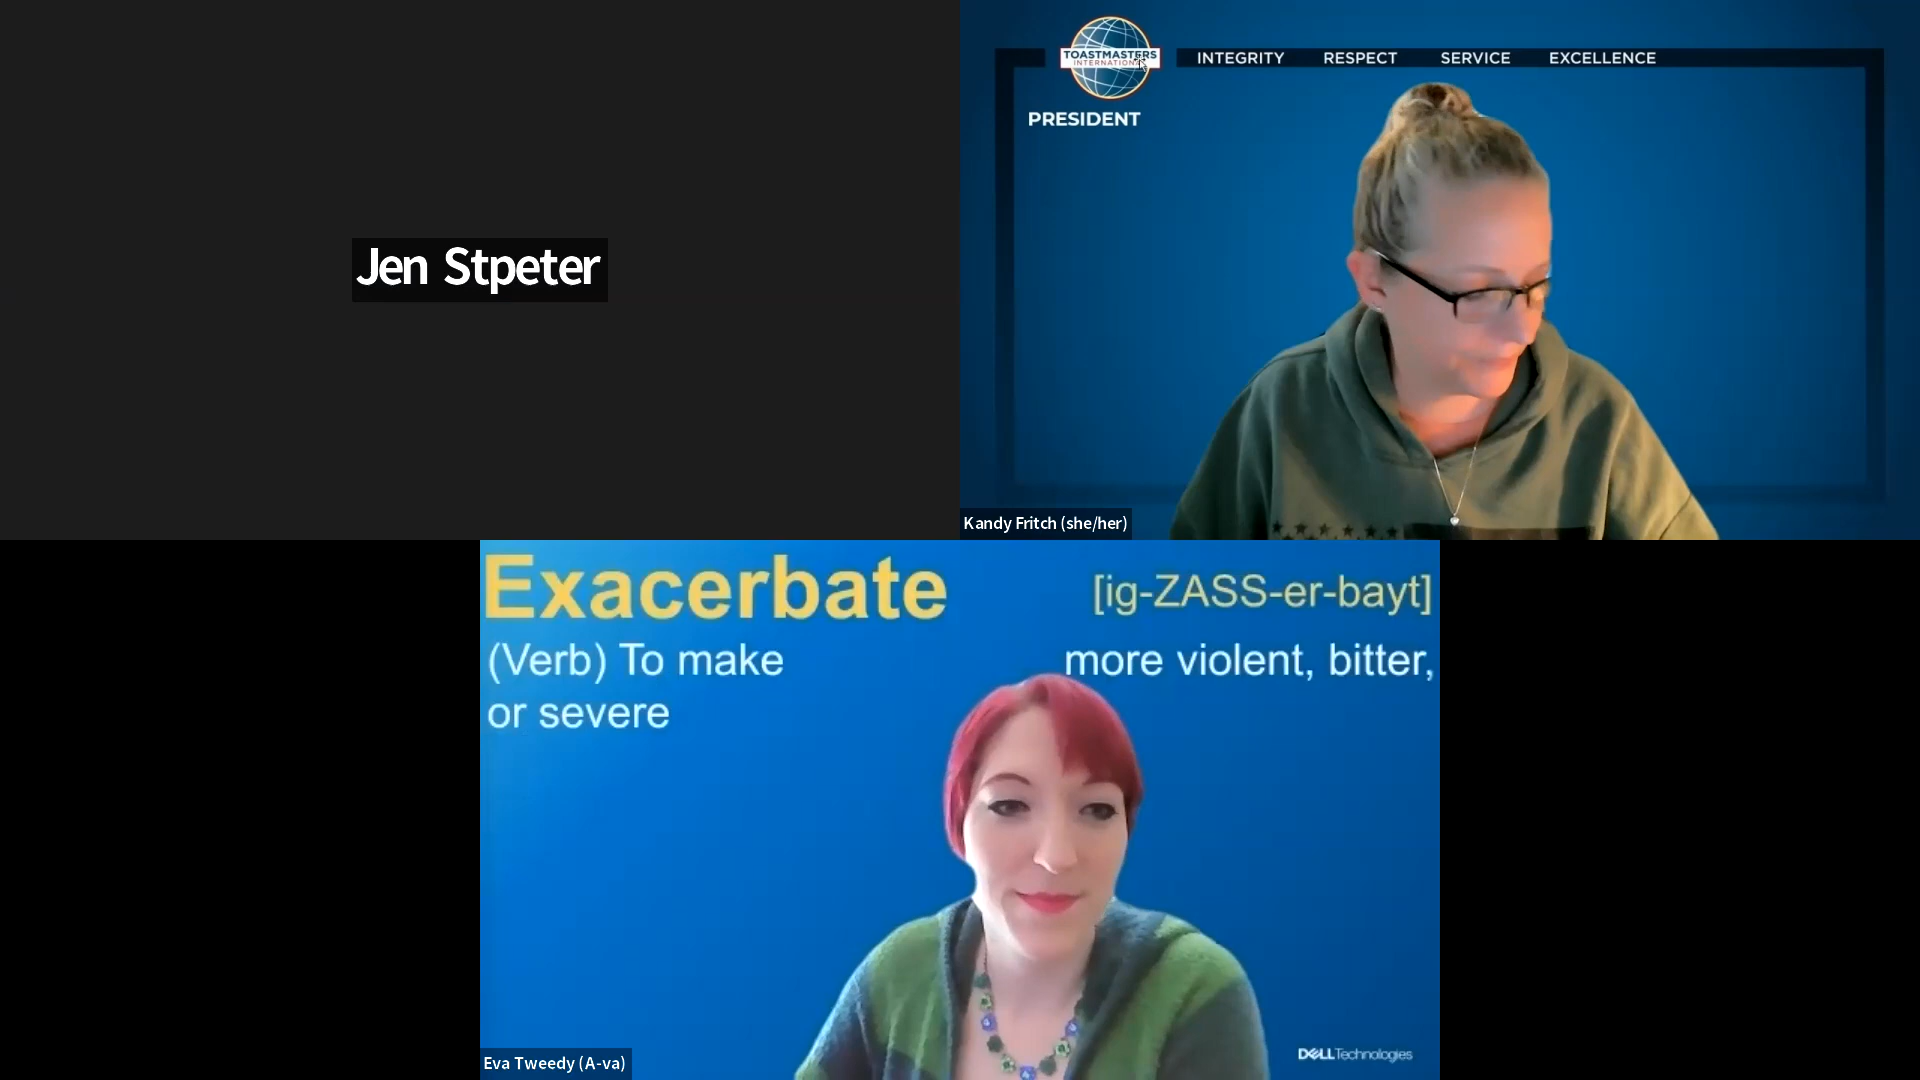 Jen Stpeter
TOASTMASTERS
INTERNATIONAL
INTEGRITY RESPECT SERVICE EXCELLENCE
PRESIDENT
Kandy Fritch (she/her)
Exacerbate [ig-ZASS-er-bayt]
(Verb) To make more violent, bitter,
or severe
DELL Technologies
Eva Tweedy (A-va)